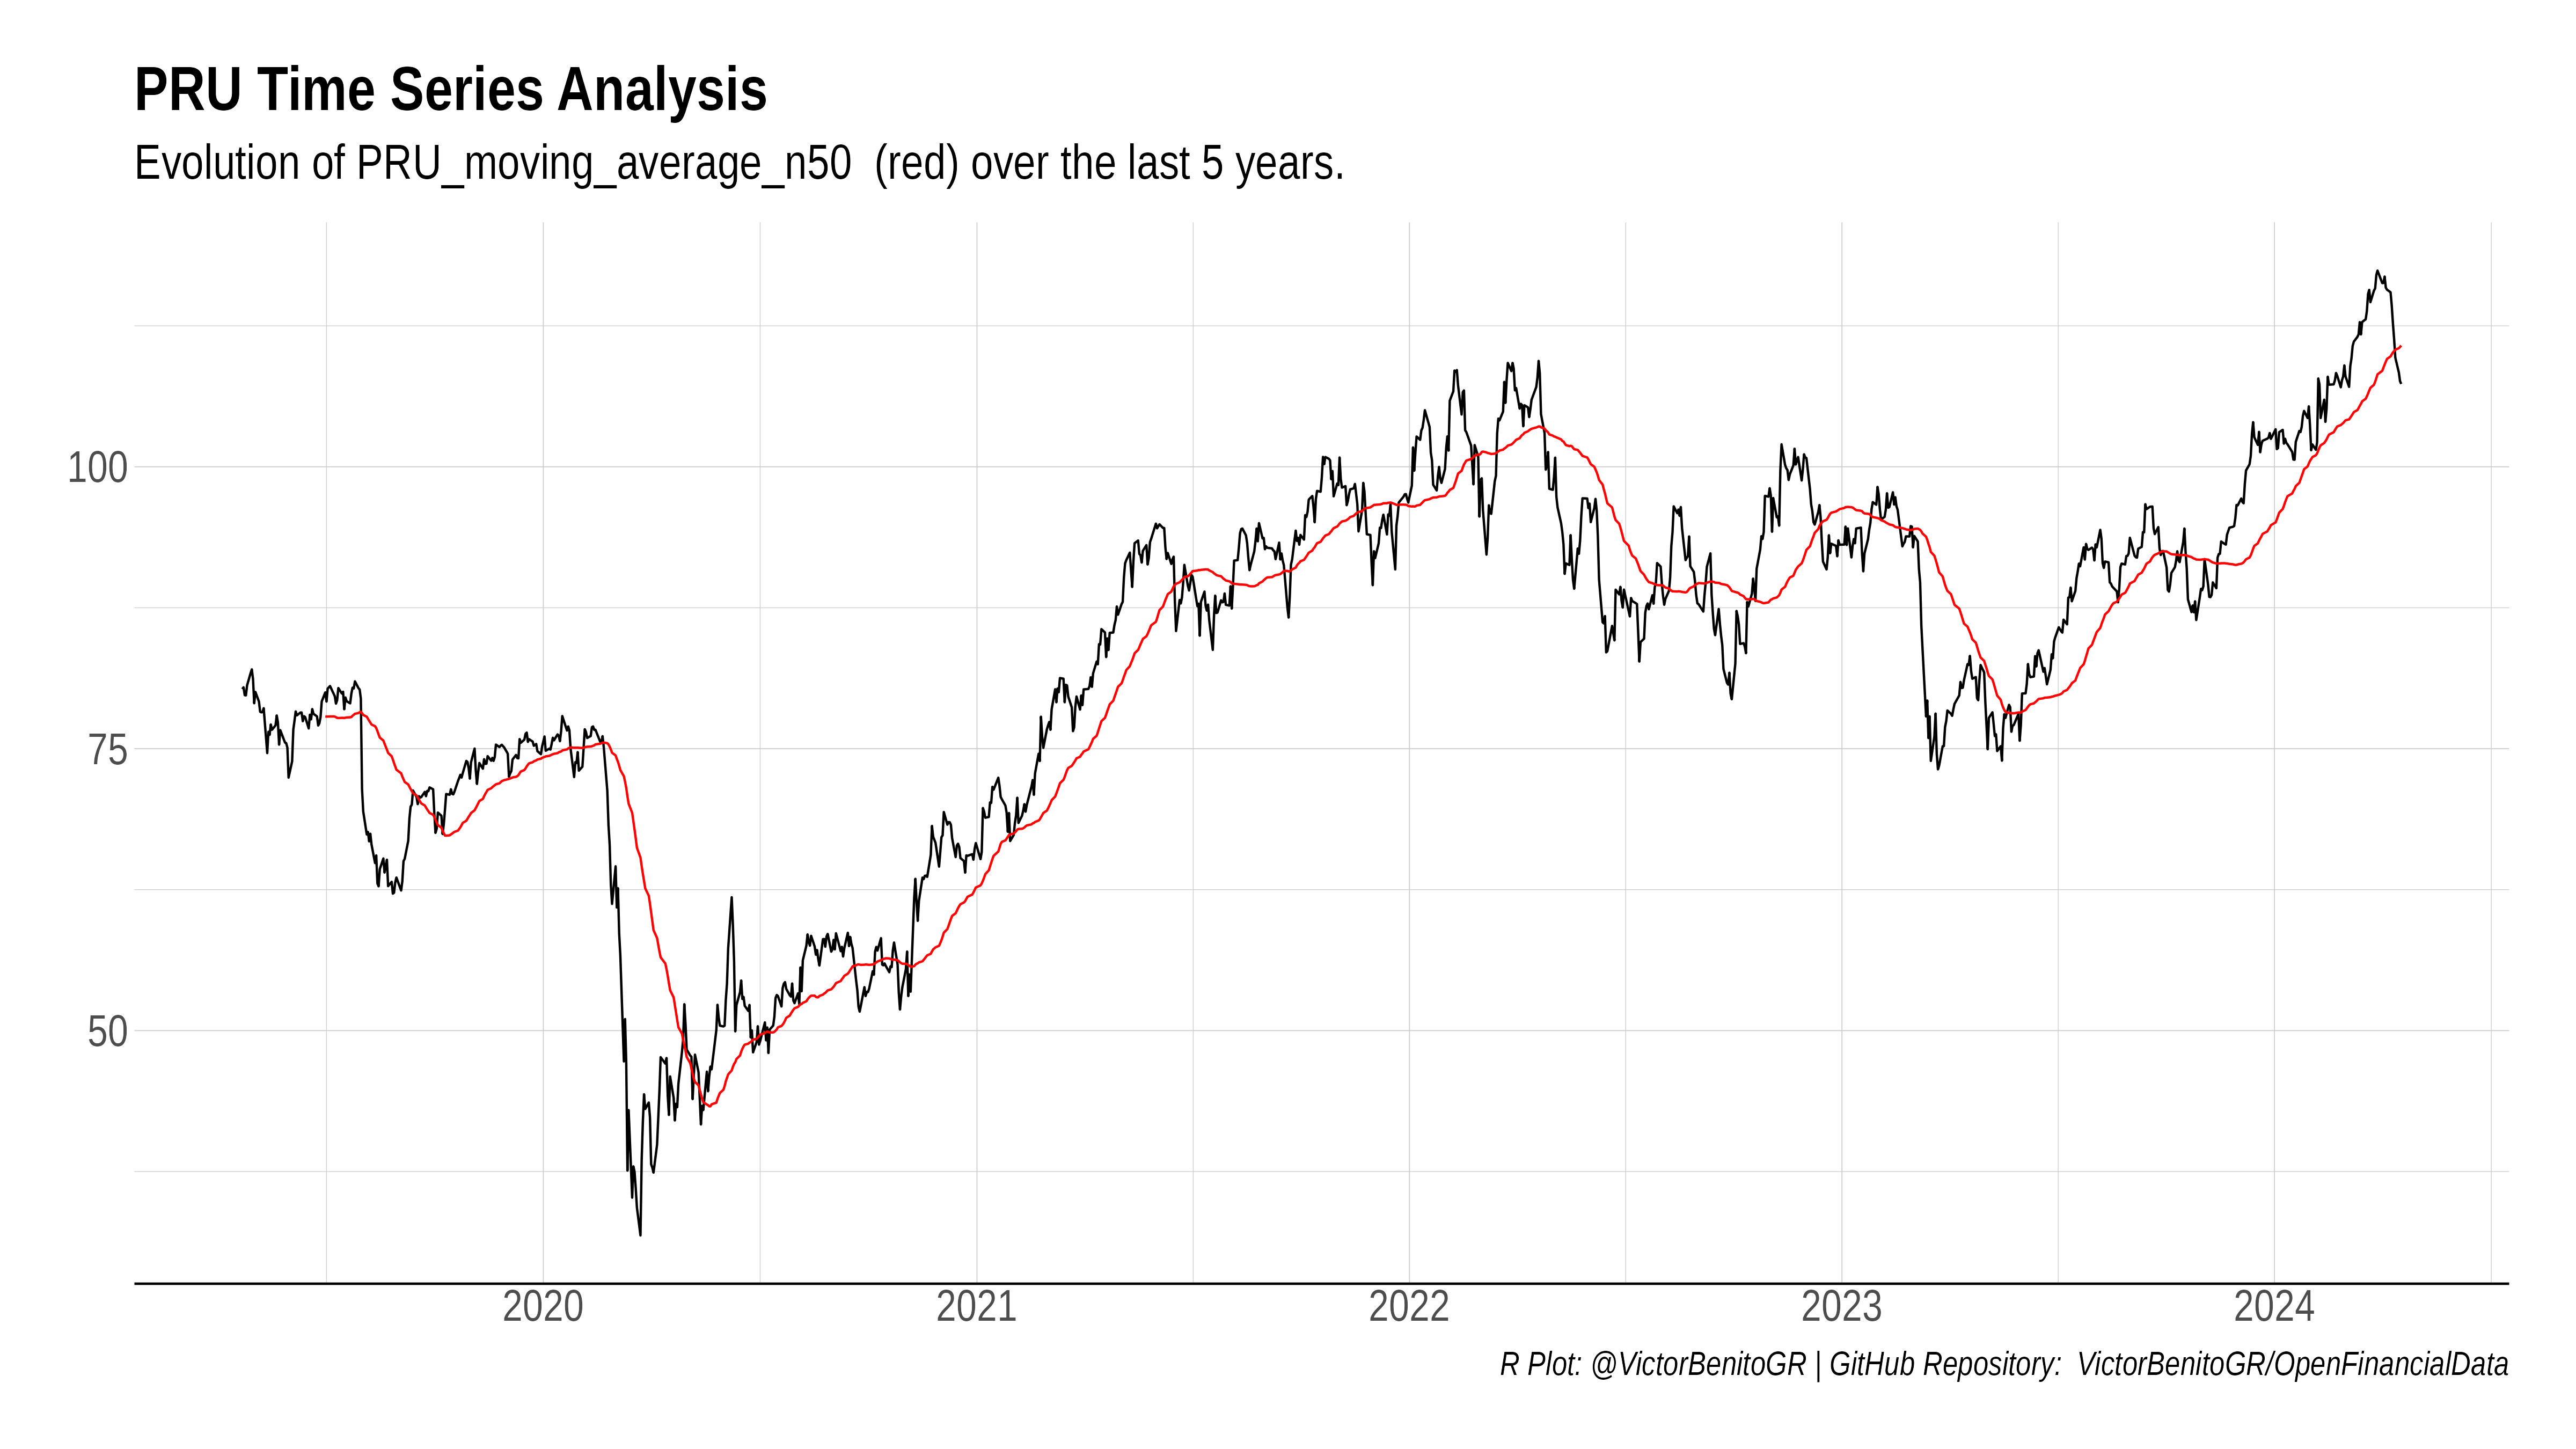 PRU Time Series Analysis
Evolution of PRU_moving_average_n50  (red) over the last 5 years.
100
75
50
2020 2021 2022 2023 2024
R Plot: @VictorBenitoGR | GitHub Repository:  VictorBenitoGR/OpenFinancialData